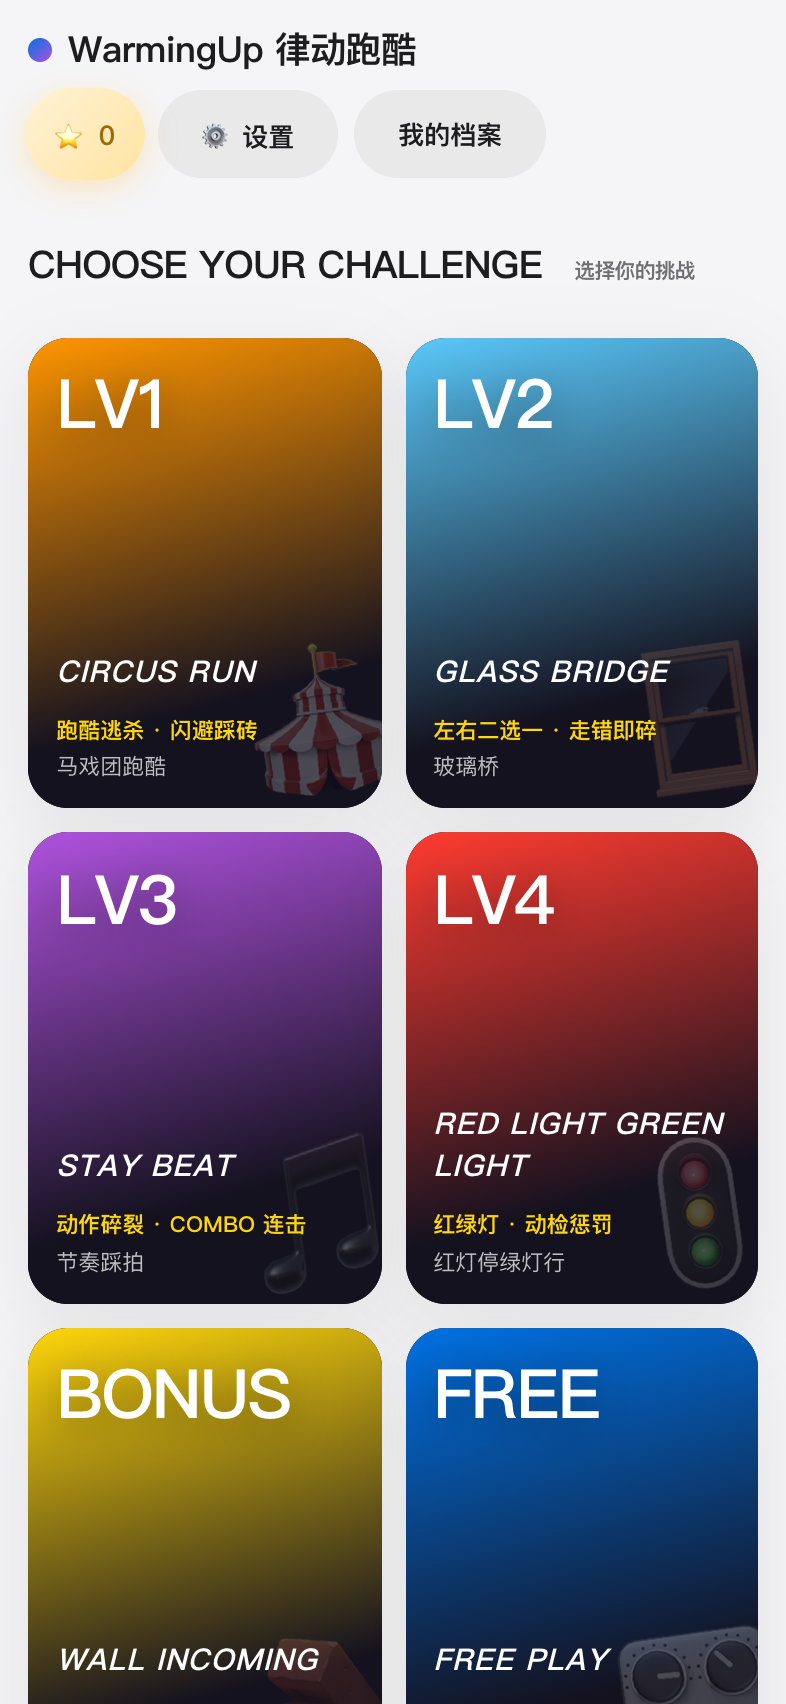 WarmingUp 律动跑酷
0
设置
我的档案
CHOOSE YOUR CHALLENGE 选择你的挑战
LV1
CIRCUS RUN
跑酷逃杀 · 闪避踩砖
马戏团跑酷
LV2
GLASS BRIDGE
左右二选一 · 走错即碎
玻璃桥
LV3
STAY BEAT
动作碎裂 · COMBO 连击
节奏踩拍
LV4
RED LIGHT GREEN
LIGHT
红绿灯 · 动检惩罚
红灯停绿灯行
BONUS
WALL INCOMING
FREE
FREE PLAY